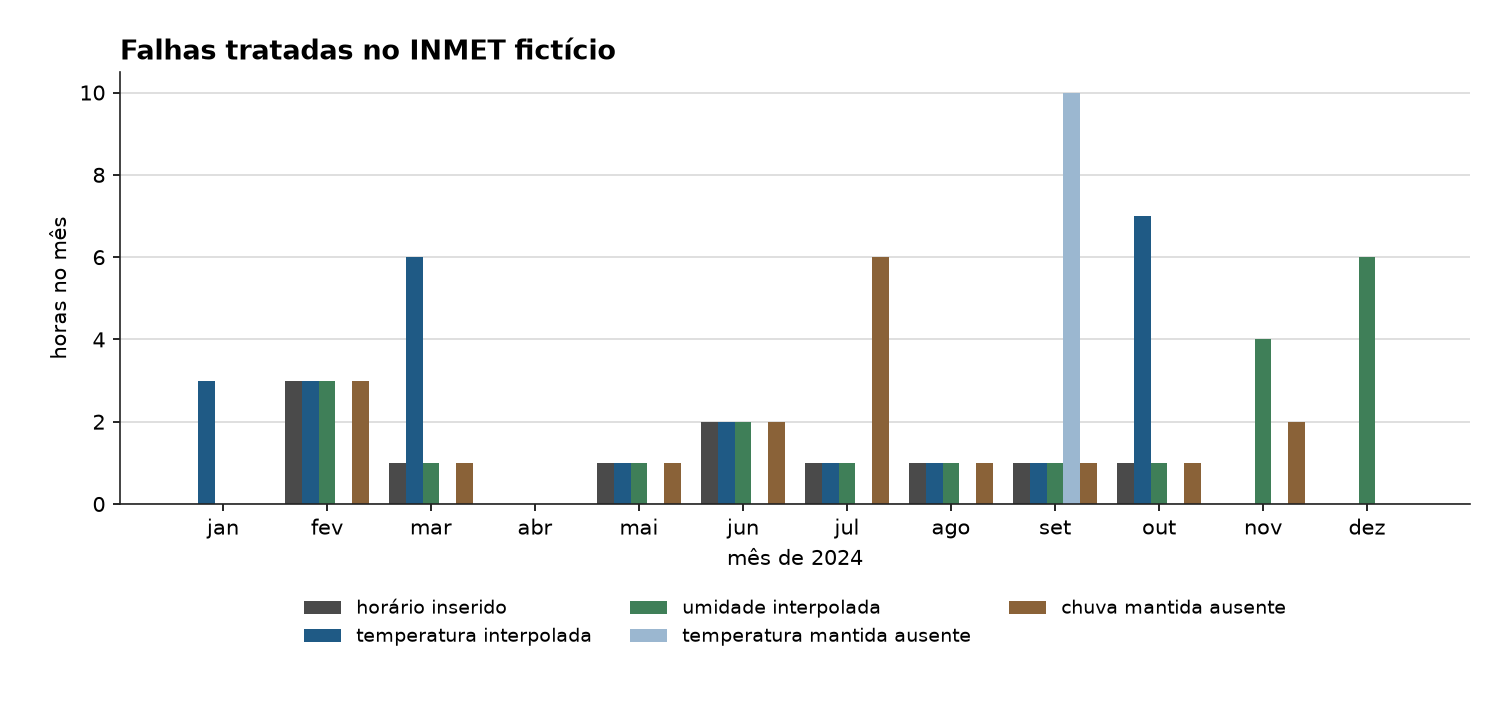 Falhas tratadas no INMET fictício
horas no mês
10
8
6
4
2
0
jan fev mar abr mai jun jul ago set out nov dez
mês de 2024
horário inserido umidade interpolada chuva mantida ausente
temperatura interpolada temperatura mantida ausente